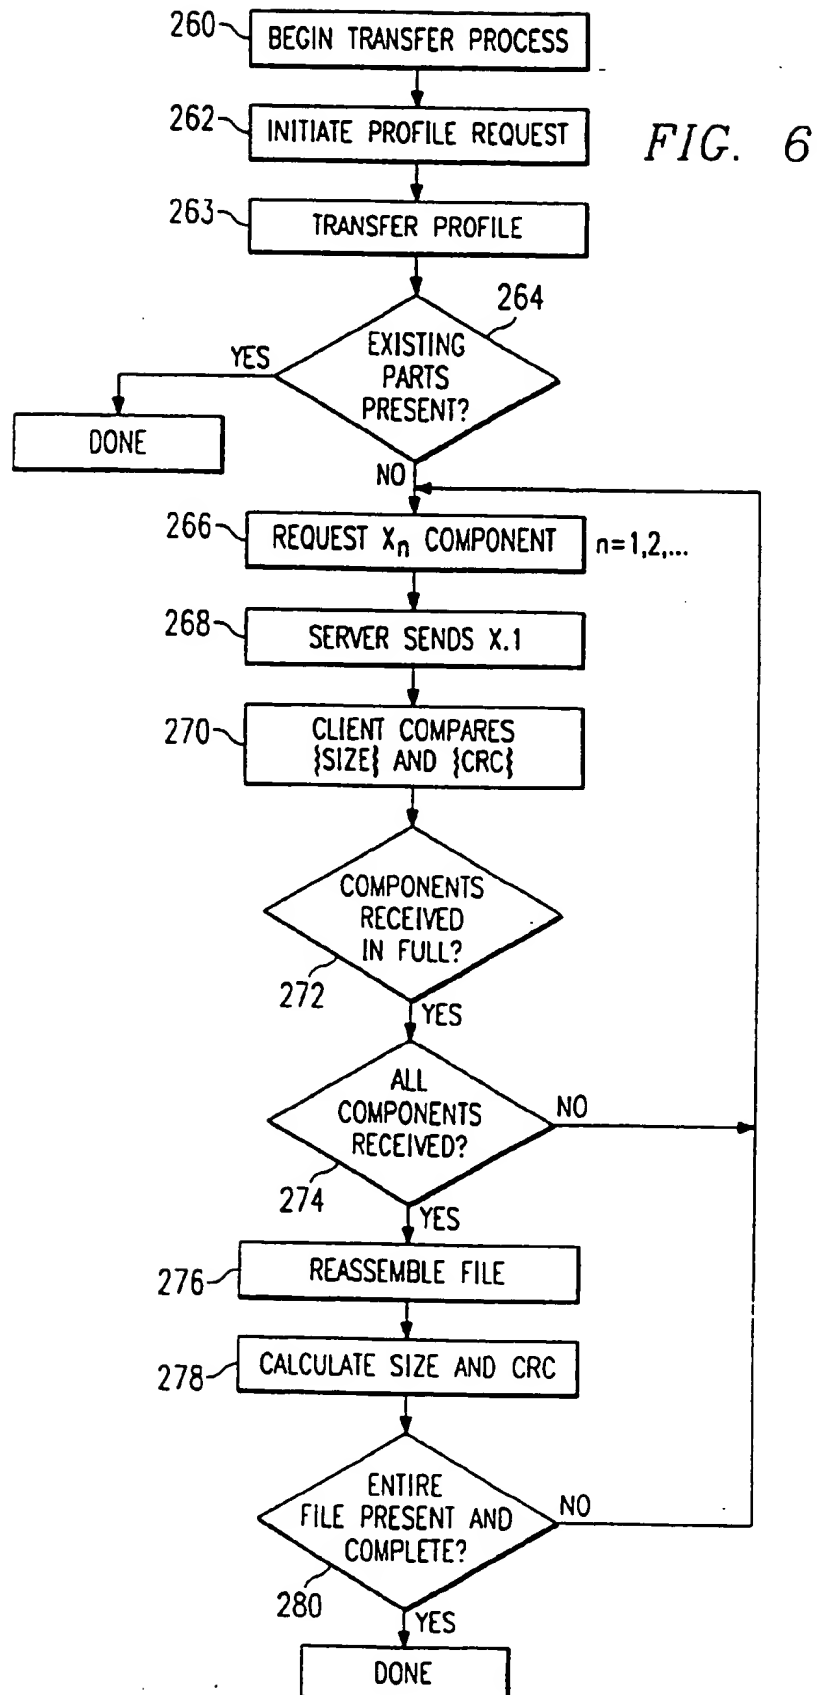 260
BEGIN TRANSFER PROCESS
262
INITIATE PROFILE REQUEST
FIG. 6
263
TRANSFER PROFILE
264
EXISTING
PARTS
PRESENT?
YES
DONE
NO
266
REQUEST Xn COMPONENT
n=1,2,...
268
SERVER SENDS X.1
270
CLIENT COMPARES
}SIZE{ AND }CRC{
COMPONENTS
RECEIVED
IN FULL?
272
YES
ALL
COMPONENTS
RECEIVED?
NO
274
YES
276
REASSEMBLE FILE
278
CALCULATE SIZE AND CRC
ENTIRE
FILE PRESENT AND
COMPLETE?
NO
280
YES
DONE